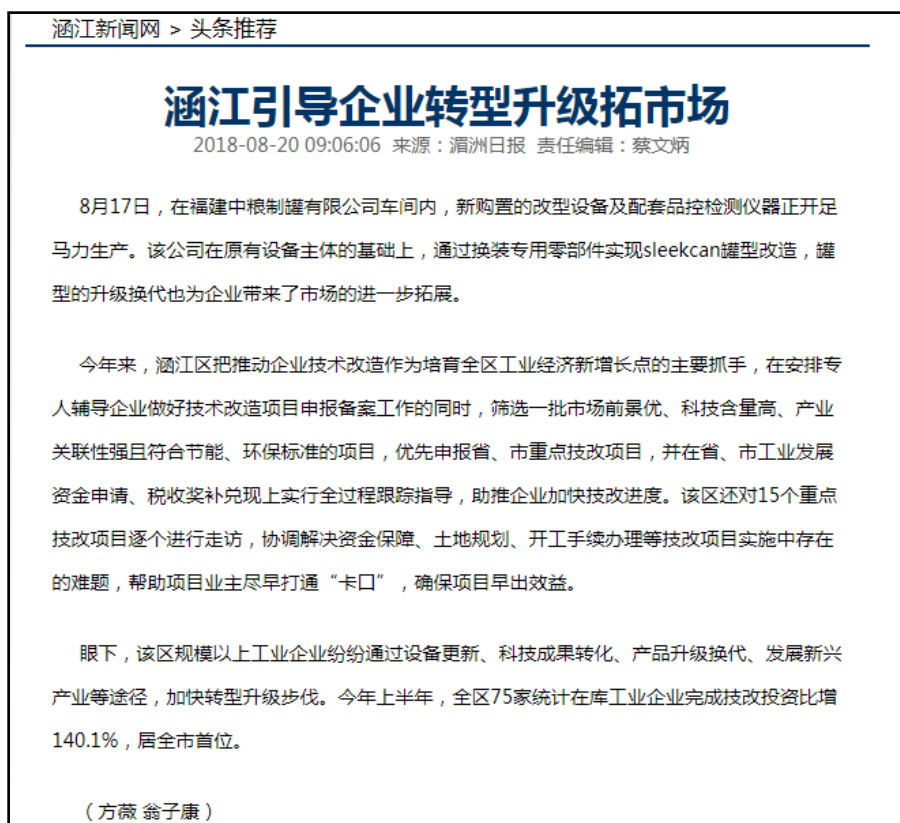 涵江新闻网 > 头条推荐
涵江引导企业转型升级拓市场
2018-08-20 09:06:06 来源：湄洲日报 责任编辑：蔡文炳
8月17日，在福建中粮制罐有限公司车间内，新购置的改型设备及配套品控检测仪器正开足
马力生产。该公司在原有设备主体的基础上，通过换装专用零部件实现sleekcan罐型改造，罐
型的升级换代也为企业带来了市场的进一步拓展。
今年来，涵江区把推动企业技术改造作为培育全区工业经济新增长点的主要抓手，在安排专
人辅导企业做好技术改造项目申报备案工作的同时，筛选一批市场前景优、科技含量高、产业
关联性强且符合节能、环保标准的项目，优先申报省、市重点技改项目，并在省、市工业发展
资金申请、税收奖补兑现上实行全过程跟踪指导，助推企业加快技改进度。该区还对15个重点
技改项目逐个进行走访，协调解决资金保障、土地规划、开工手续办理等技改项目实施中存在
的难题，帮助项目业主尽早打通“卡口”，确保项目早出效益。
眼下，该区规模以上工业企业纷纷通过设备更新、科技成果转化、产品升级换代、发展新兴
产业等途径，加快转型升级步伐。今年上半年，全区75家统计在库工业企业完成技改投资比增
140.1%，居全市首位。
（方薇 翁子康）